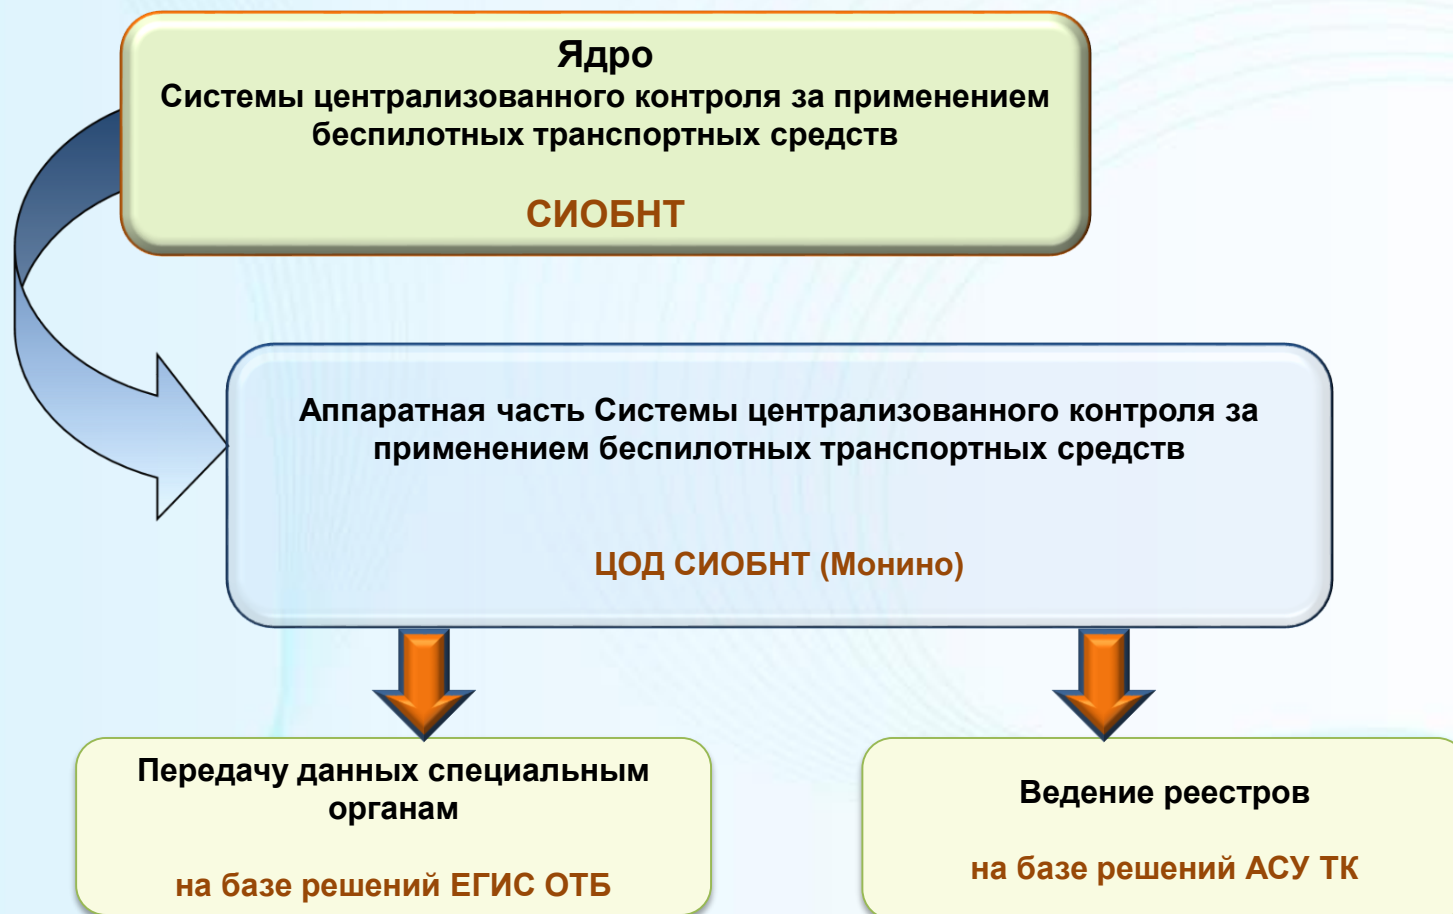 Ядро
Системы централизованного контроля за применением
беспилотных транспортных средств
СИОБНТ
Аппаратная часть Системы централизованного контроля за
применением беспилотных транспортных средств
ЦОД СИОБНТ (Монино)
Передачу данных специальным
органам
на базе решений ЕГИС ОТБ
Ведение реестров
на базе решений АСУ ТК